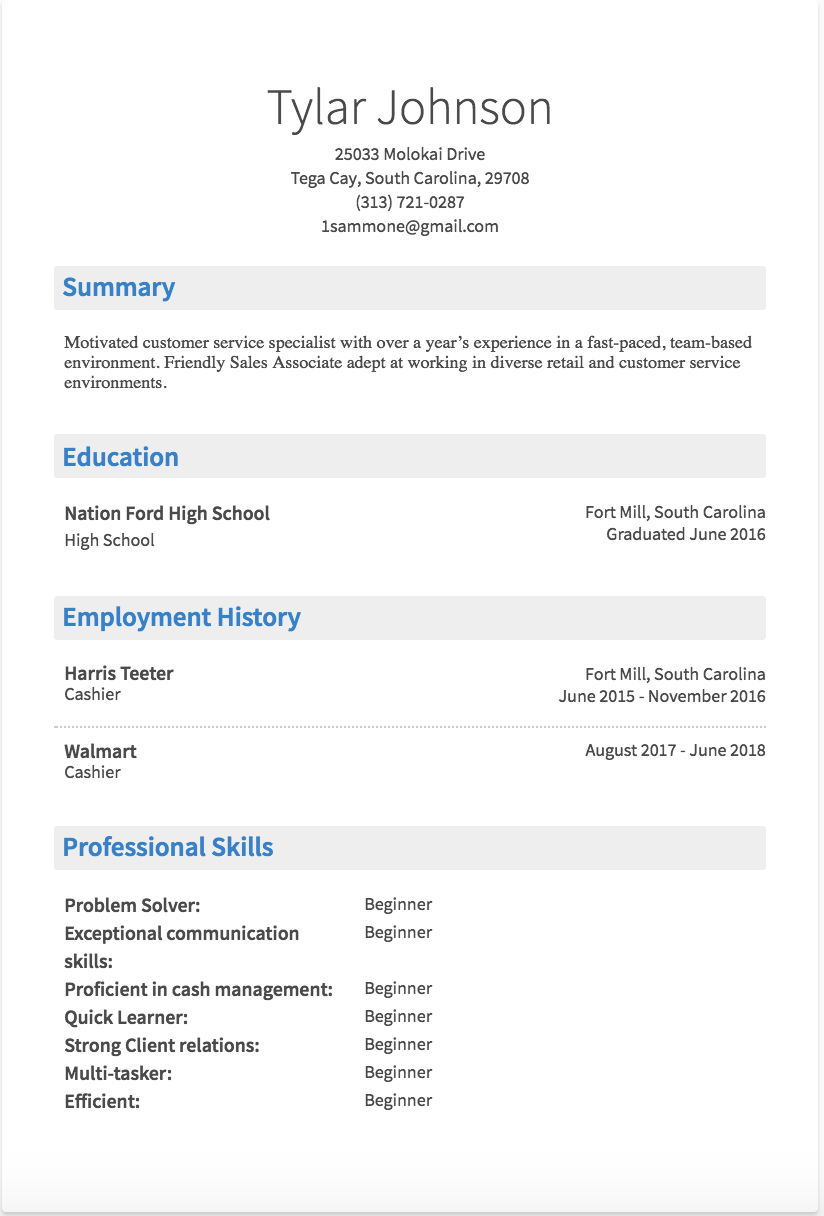 Tylar Johnson
25033 Molokai Drive
Tega Cay, South Carolina, 29708
(313) 721-0287
1sammone@gmail.com
Summary
Motivated customer service specialist with over a year’s experience in a fast-paced, team-based
environment. Friendly Sales Associate adept at working in diverse retail and customer service
environments.
Education
Nation Ford High School
Fort Mill, South Carolina
High School
Graduated June 2016
Employment History
Harris Teeter
Fort Mill, South Carolina
Cashier
June 2015 - November 2016
Walmart
August 2017 - June 2018
Cashier
Professional Skills
Problem Solver: Beginner
Exceptional communication Beginner
skills:
Proficient in cash management: Beginner
Quick Learner: Beginner
Strong Client relations: Beginner
Multi-tasker: Beginner
Efficient: Beginner